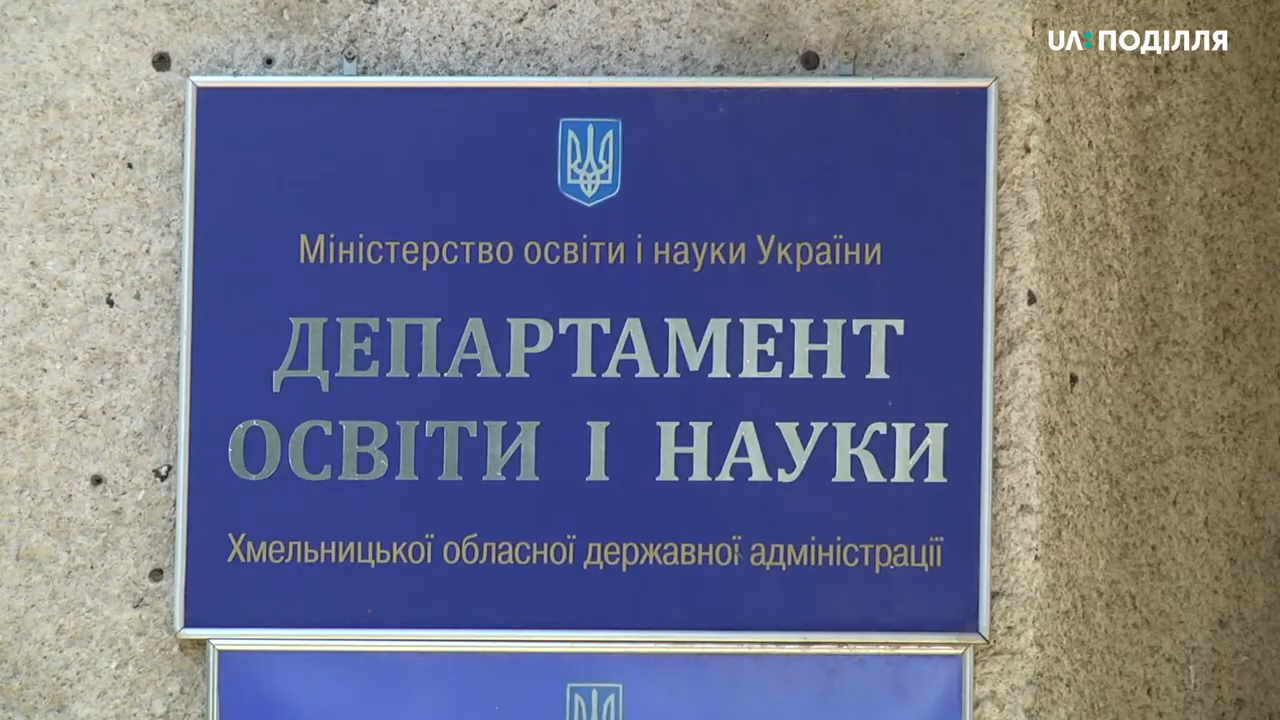 UA:ПОДІЛЛЯ
Міністерство освіти і науки України
ДЕПАРТАМЕНТ
ОСВІТИ І НАУКИ
Хмельницької обласної державної адміністрації